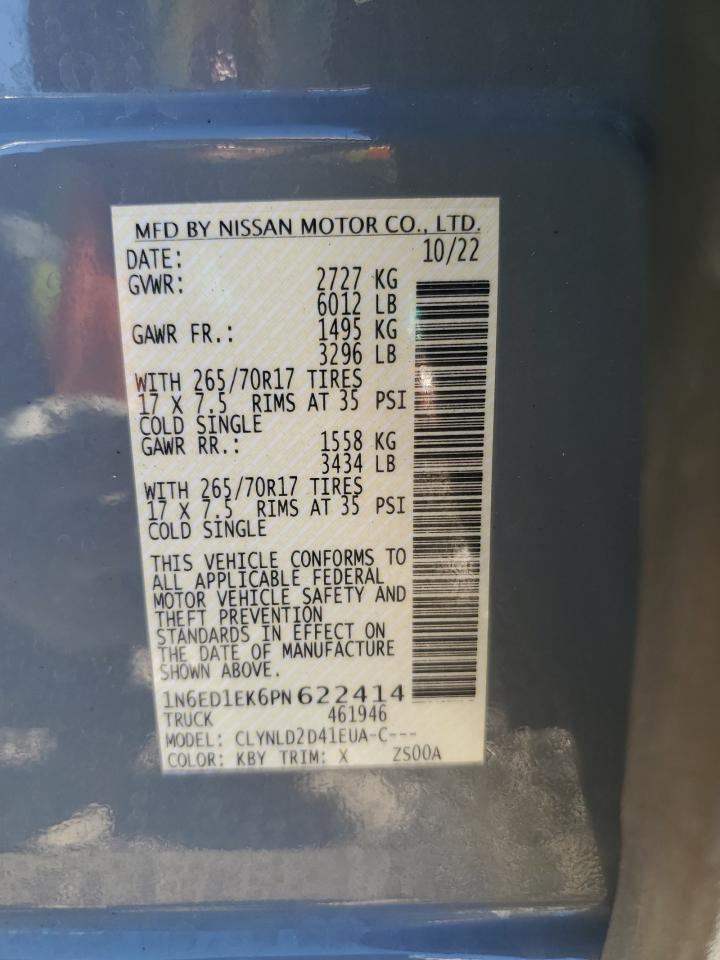 MFD BY NISSAN MOTOR CO., LTD.
DATE: 10/22
GVWR: 2727 KG
6012 LB
GAWR FR.: 1495 KG
3296 LB
WITH 265/70R17 TIRES
17 X 7.5 RIMS AT 35 PSI
COLD SINGLE
GAWR RR.: 1558 KG
3434 LB
WITH 265/70R17 TIRES
17 X 7.5 RIMS AT 35 PSI
COLD SINGLE
THIS VEHICLE CONFORMS TO
ALL APPLICABLE FEDERAL
MOTOR VEHICLE SAFETY AND
THEFT PREVENTION
STANDARDS IN EFFECT ON
THE DATE OF MANUFACTURE
SHOWN ABOVE.
1N6ED1EK6PN622414
TRUCK 461946
MODEL: CLYNLD2D41EUA-C---
COLOR: KBY TRIM: X ZS00A